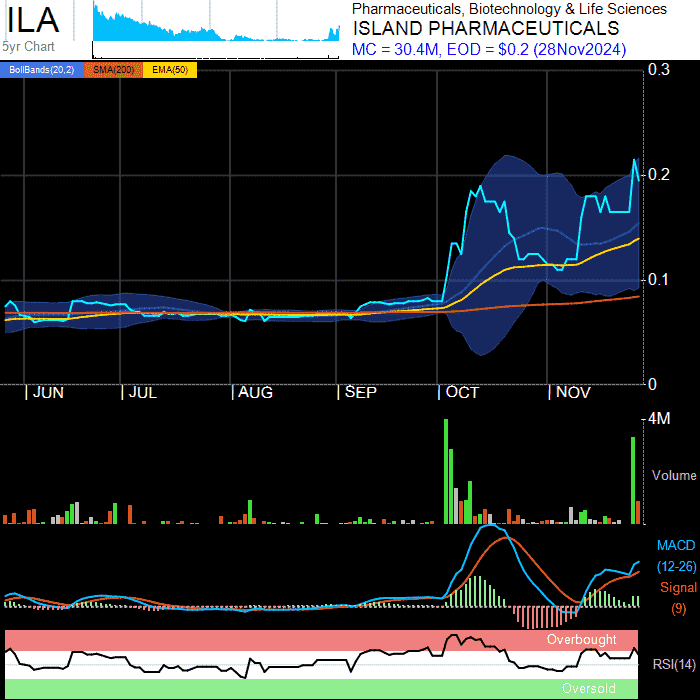 ILA
5yr Chart
Pharmaceuticals, Biotechnology & Life Sciences
ISLAND PHARMACEUTICALS
MC = 30.4M, EOD = $0.2 (28Nov2024)
BollBands(20,2) SMA(200) EMA(50)
0.3
0.2
0.1
0
JUN JUL AUG SEP OCT NOV
4M
Volume
MACD
(12-26)
Signal
(9)
Overbought
RSI(14)
Oversold